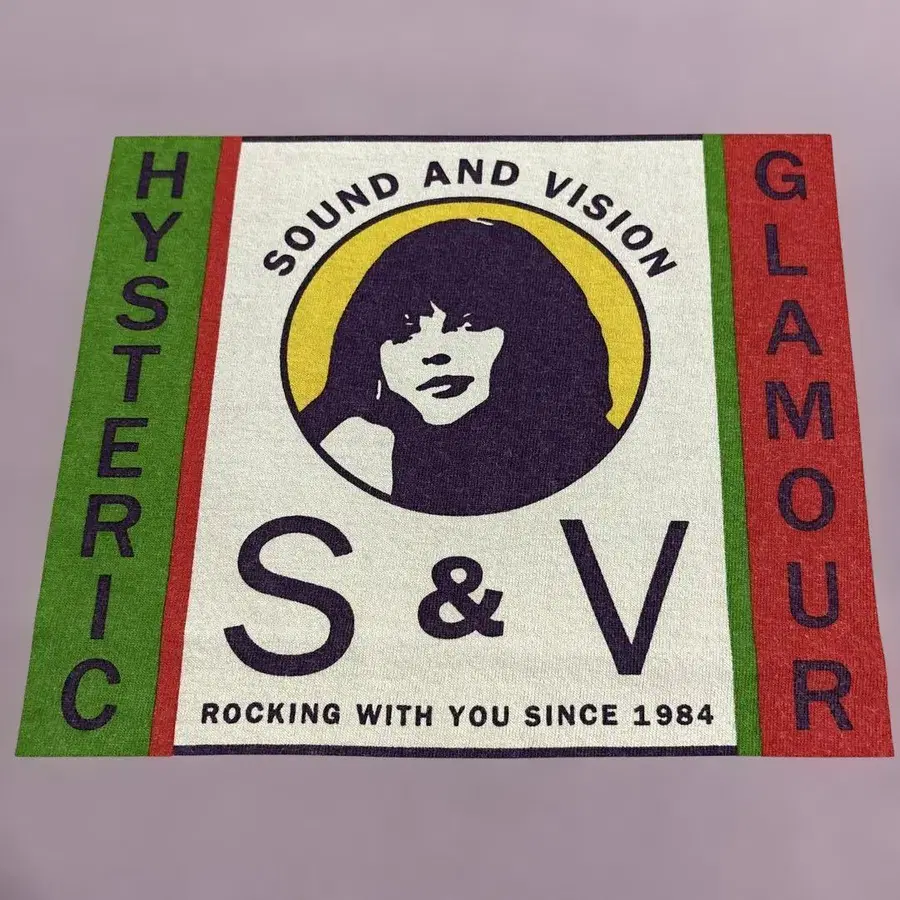 HYSTERIC
SOUND AND VISION
S & V
ROCKING WITH YOU SINCE 1984
GLAMOUR